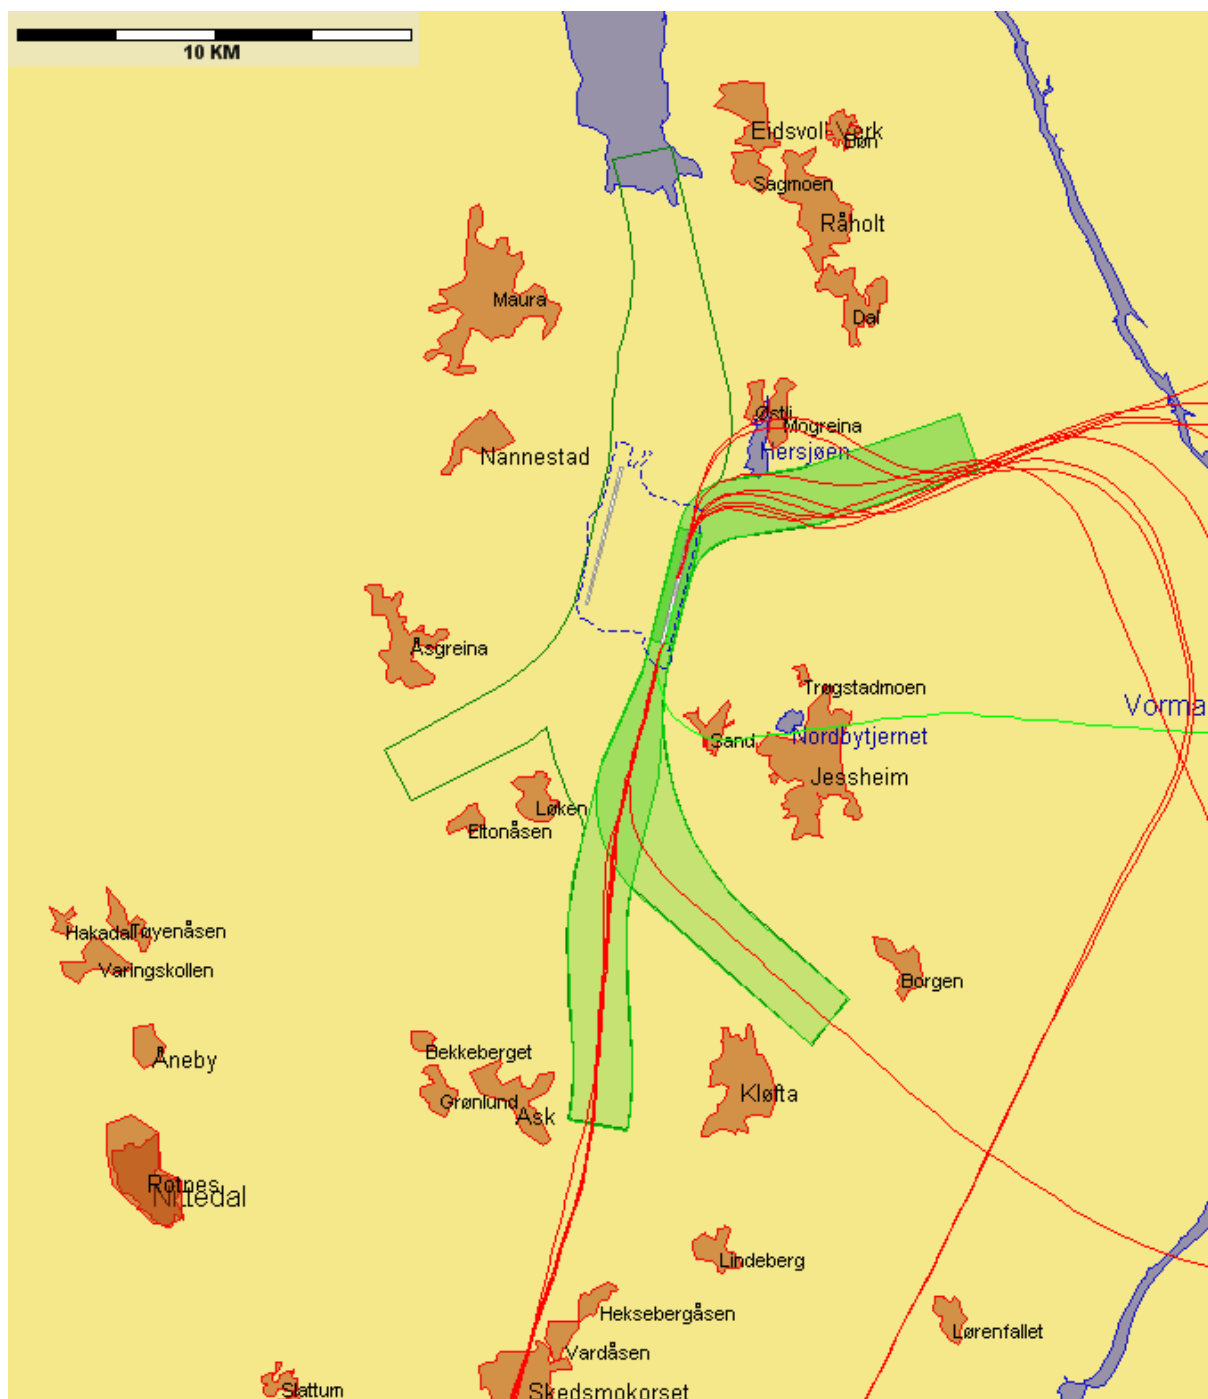 10 KM
Eidsvoll Verk
Bøn
Sagmoen
Råholt
Maura
Dal
Østli
Mogreina
Hersjøen
Nannestad
Åsgreina
Trøgstadmoen
Vorma
Sand
Nordbytjernet
Jessheim
Løken
Eltonåsen
Hakadal
Tøyenåsen
Varingskollen
Borgen
Åneby
Bekkeberget
Kløfta
Grønlund
Ask
Rotnes
Nittedal
Lindeberg
Heksebergåsen
Lørenfallet
Vardåsen
Slattum
Skedsmokorset